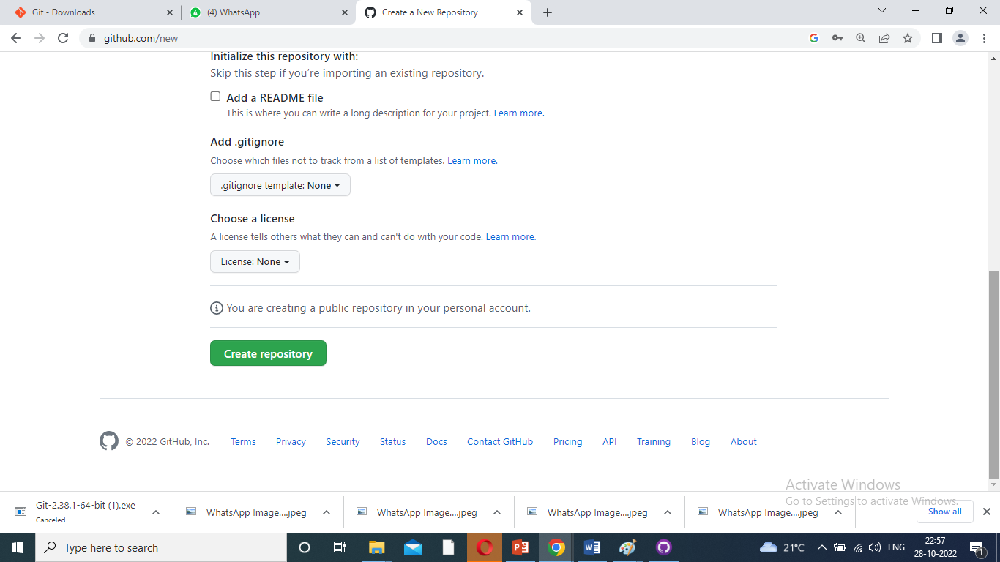 Git - Downloads
4
(4) WhatsApp
Create a New Repository
github.com/new
Initialize this repository with:
Skip this step if you're importing an existing repository.
Add a README file
This is where you can write a long description for your project. Learn more.
Add .gitignore
Choose which files not to track from a list of templates. Learn more.
.gitignore template: None
Choose a license
A license tells others what they can and can't do with your code. Learn more.
License: None
You are creating a public repository in your personal account.
Create repository
© 2022 GitHub, Inc. Terms Privacy Security Status Docs Contact GitHub Pricing API Training Blog About
Activate Windows
Go to Settings to activate Windows.
Git-2.38.1-64-bit (1).exe
Canceled
WhatsApp Image....jpeg
WhatsApp Image....jpeg
WhatsApp Image....jpeg
WhatsApp Image....jpeg
Show all
Type here to search
21°C
ENG
22:57
28-10-2022
1